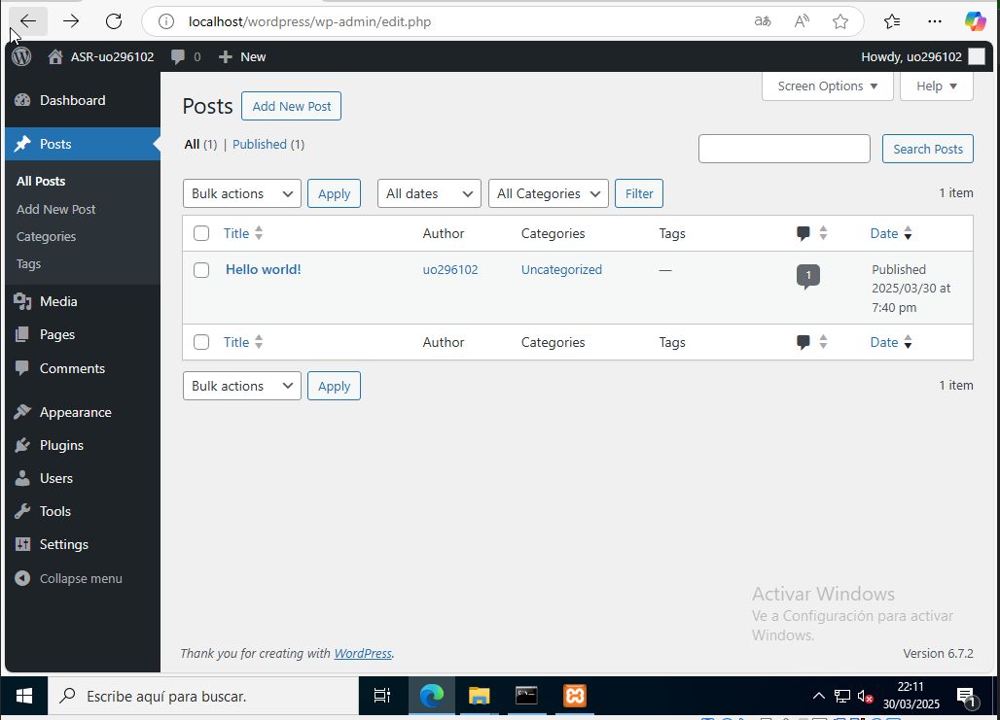 localhost/wordpress/wp-admin/edit.php
ASR-uo296102 0 New Howdy, uo296102
Dashboard
Posts
All Posts
Add New Post
Categories
Tags
Media
Pages
Comments
Appearance
Plugins
Users
Tools
Settings
Collapse menu
Screen Options Help
Posts Add New Post
All (1) | Published (1)
Search Posts
Bulk actions Apply All dates All Categories Filter 1 item
Title Author Categories Tags Date
Hello world! uo296102 Uncategorized — 1 Published
2025/03/30 at
7:40 pm
Title Author Categories Tags Date
Bulk actions Apply 1 item
Activar Windows
Ve a Configuración para activar
Windows.
Thank you for creating with WordPress. Version 6.7.2
Escribe aquí para buscar.
22:11
30/03/2025
1